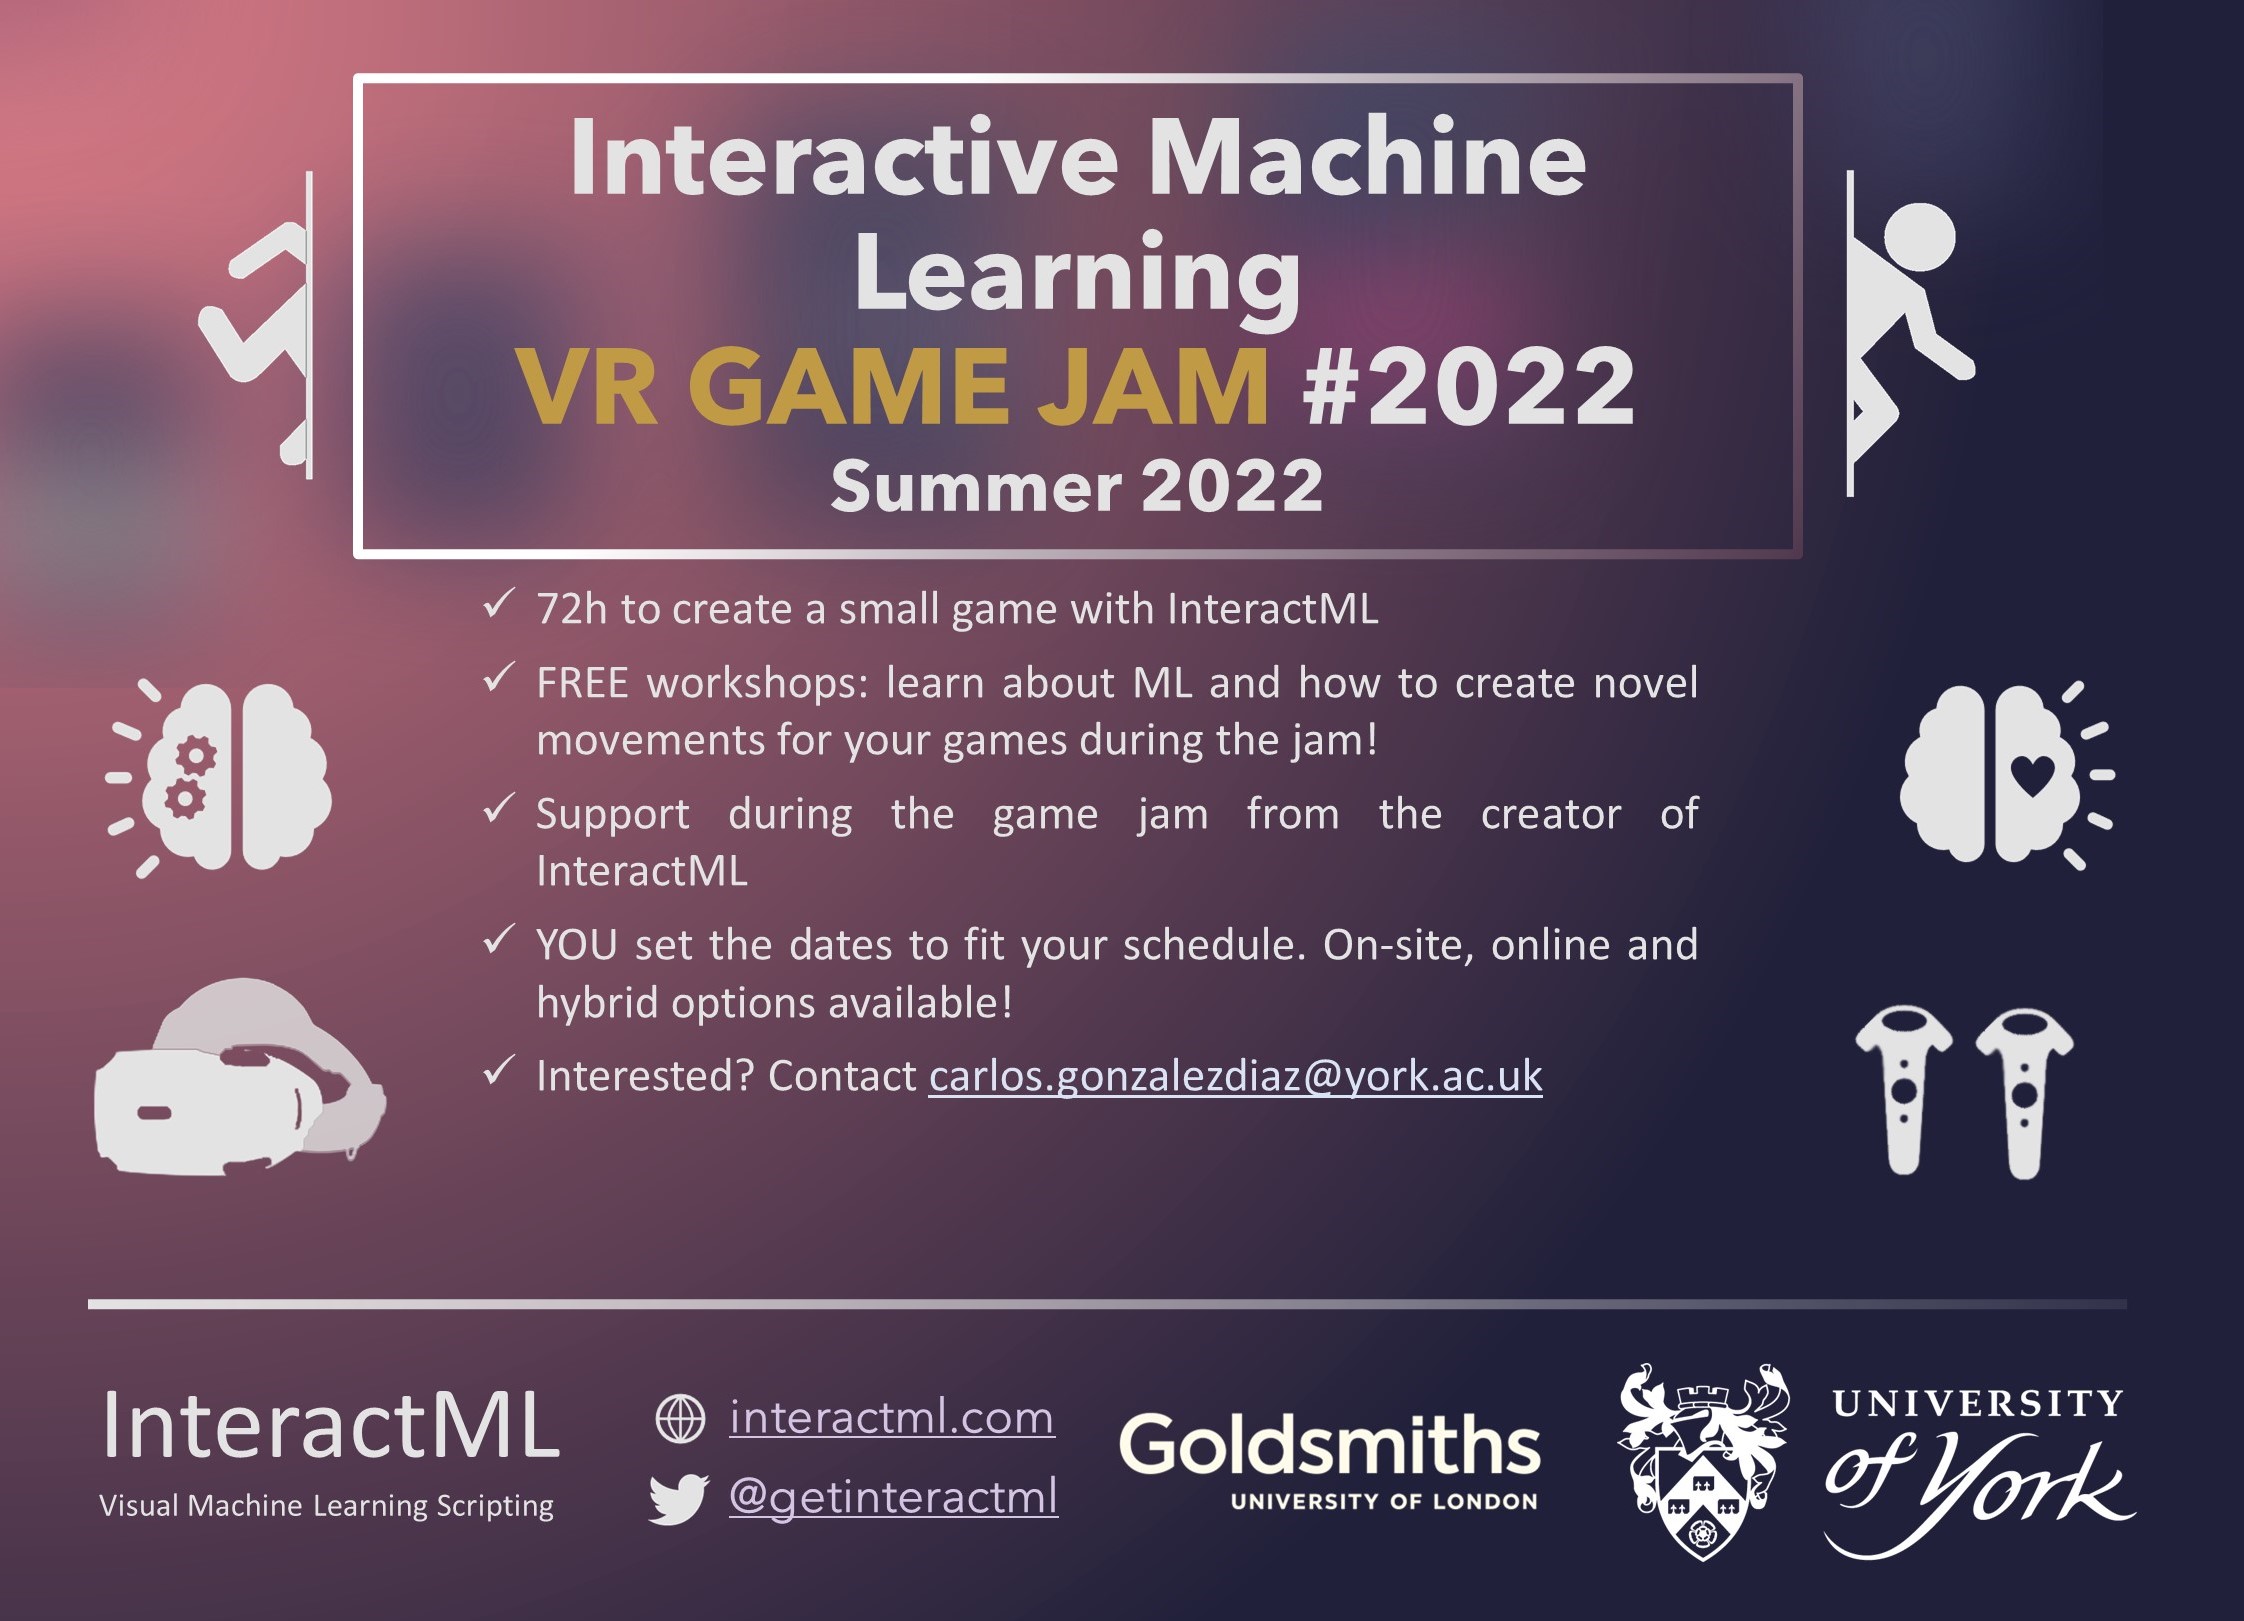 Interactive Machine
Learning
VR GAME JAM #2022
Summer 2022
✓ 72h to create a small game with InteractML
✓ FREE workshops: learn about ML and how to create novel
movements for your games during the jam!
✓ Support during the game jam from the creator of
InteractML
✓ YOU set the dates to fit your schedule. On-site, online and
hybrid options available!
✓ Interested? Contact carlos.gonzalezdiaz@york.ac.uk
InteractML
Visual Machine Learning Scripting
interactml.com
@getinteractml
Goldsmiths
UNIVERSITY OF LONDON
UNIVERSITY
of York